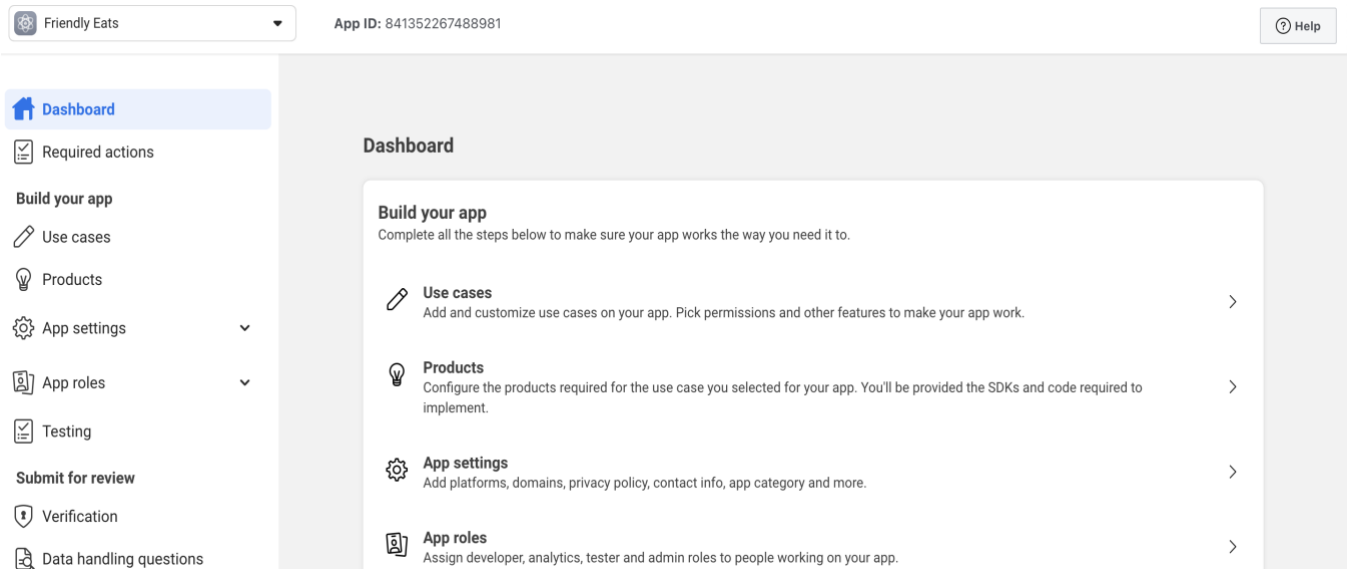 Friendly Eats
App ID: 841352267488981
Help
Dashboard
Required actions
Build your app
Use cases
Products
App settings
App roles
Testing
Submit for review
Verification
Data handling questions
Dashboard
Build your app
Complete all the steps below to make sure your app works the way you need it to.
Use cases
Add and customize use cases on your app. Pick permissions and other features to make your app work.
Products
Configure the products required for the use case you selected for your app. You'll be provided the SDKs and code required to
implement.
App settings
Add platforms, domains, privacy policy, contact info, app category and more.
App roles
Assign developer, analytics, tester and admin roles to people working on your app.